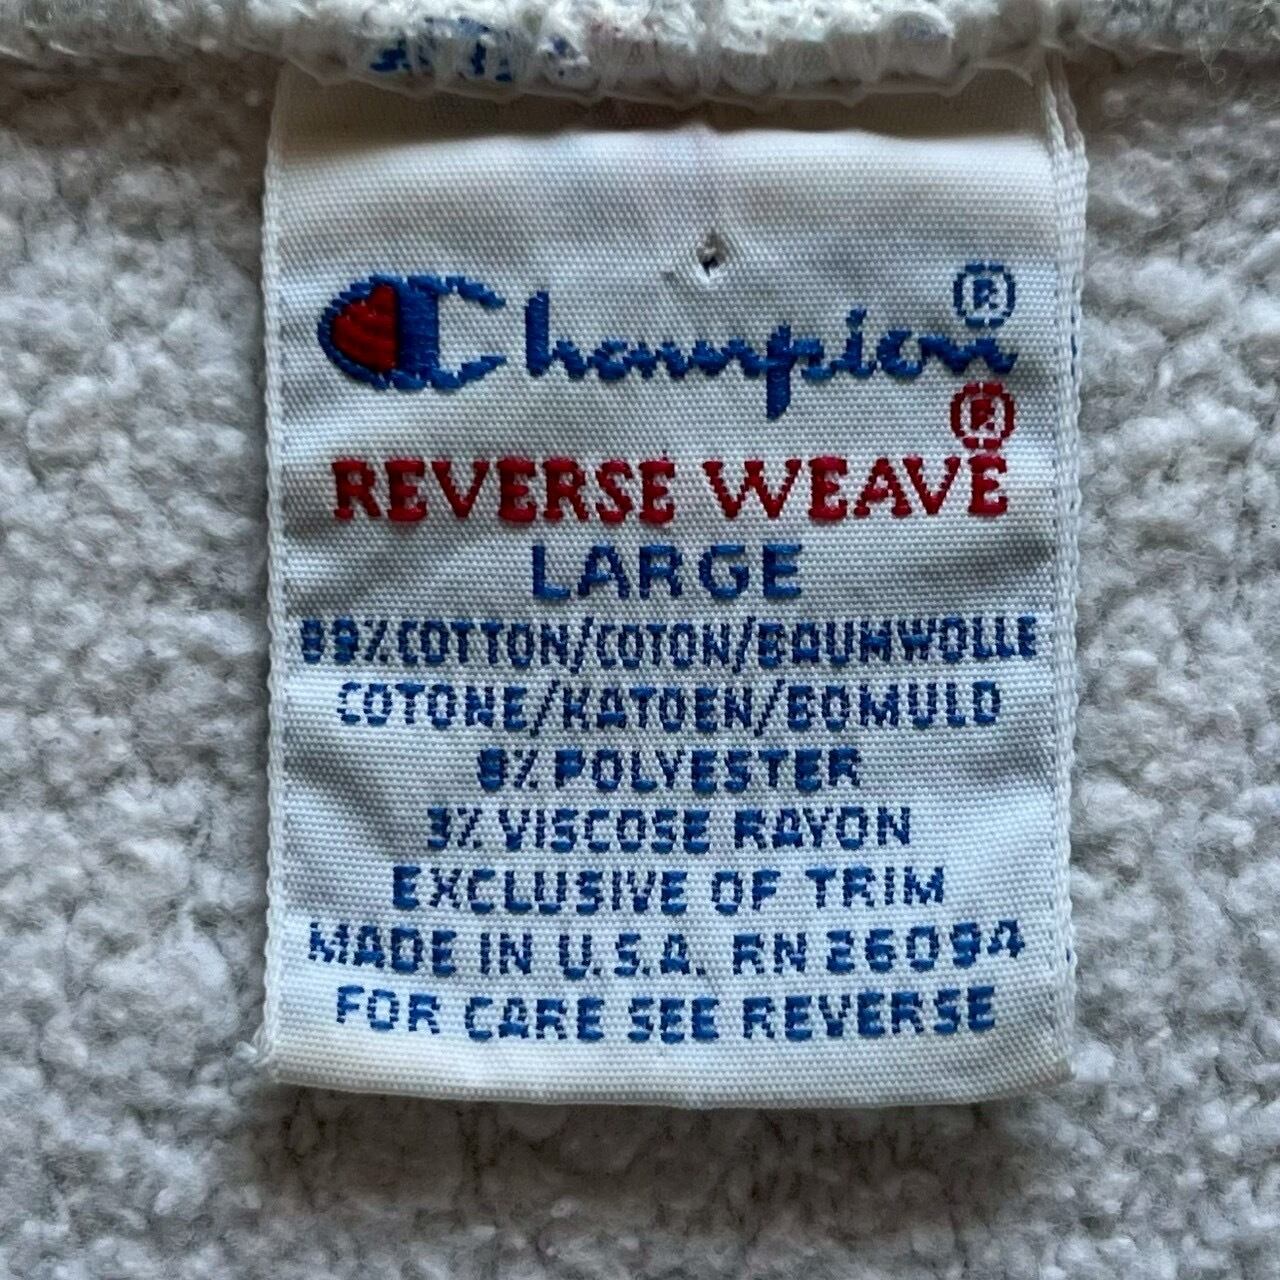 Champion®
REVERSE WEAVE®
LARGE
89% COTTON/COTON/BAUMWOLLE
COTONE/KATOEN/BOMULD
8% POLYESTER
3% VISCOSE RAYON
EXCLUSIVE OF TRIM
MADE IN U.S.A. RN 26094
FOR CARE SEE REVERSE